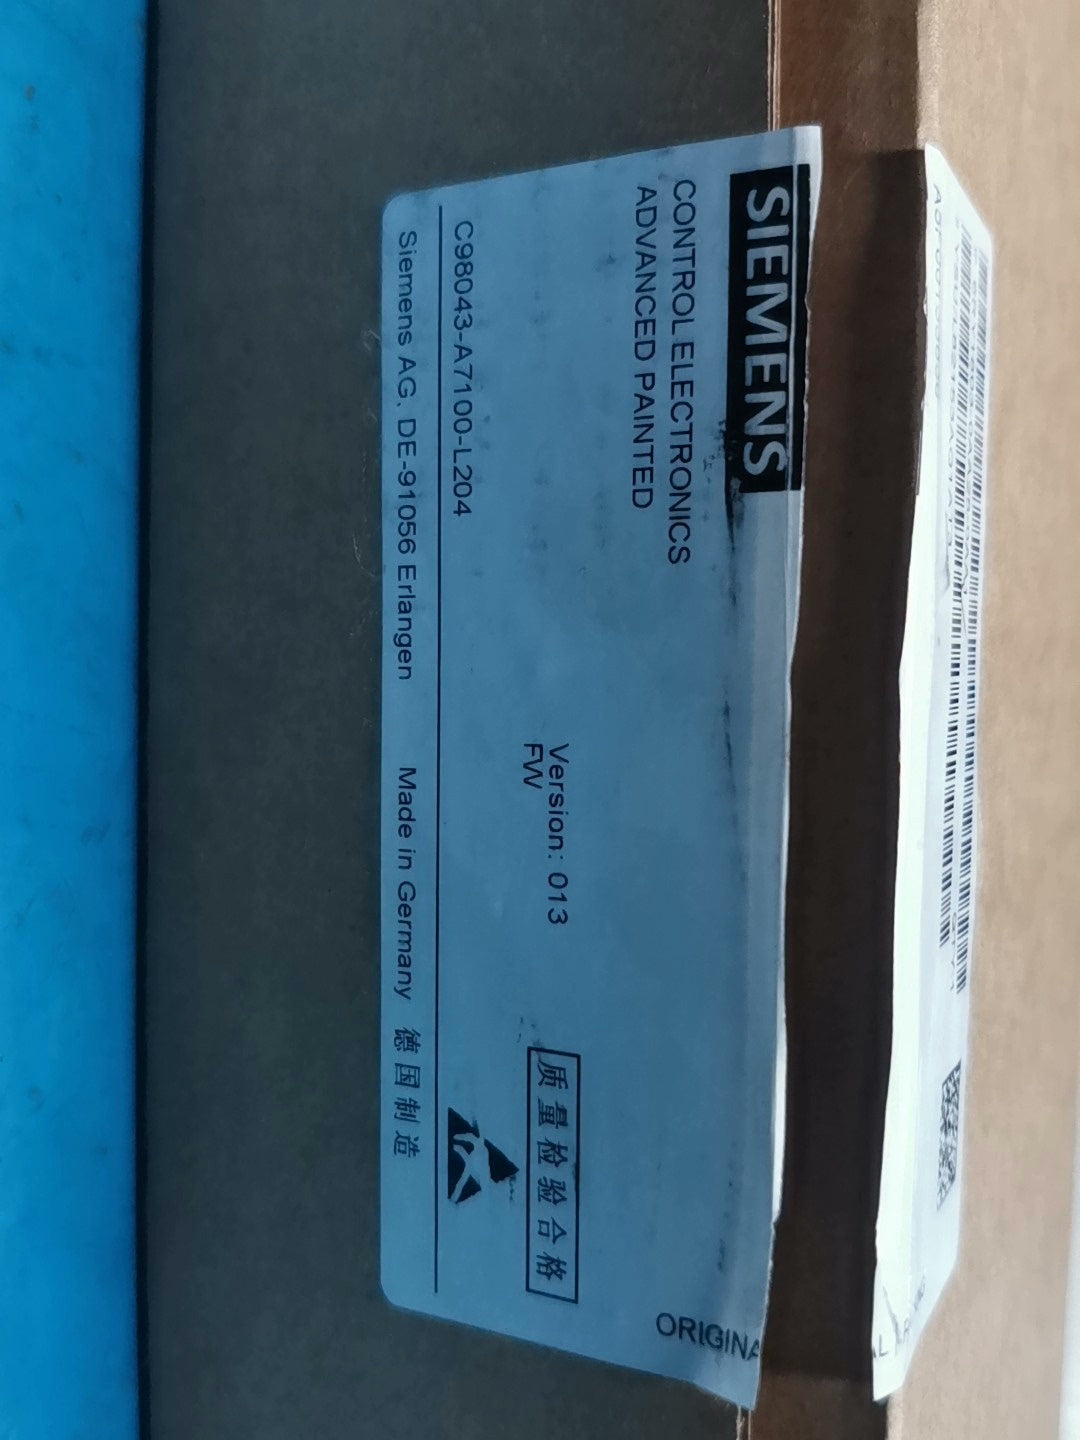 SIEMENS
CONTROL ELECTRONICS
ADVANCED PAINTED
Version: 013
FW
质量检验合格
ORIGINA
C98043-A7100-L204
Siemens AG, DE-91056 Erlangen Made in Germany 德国制造